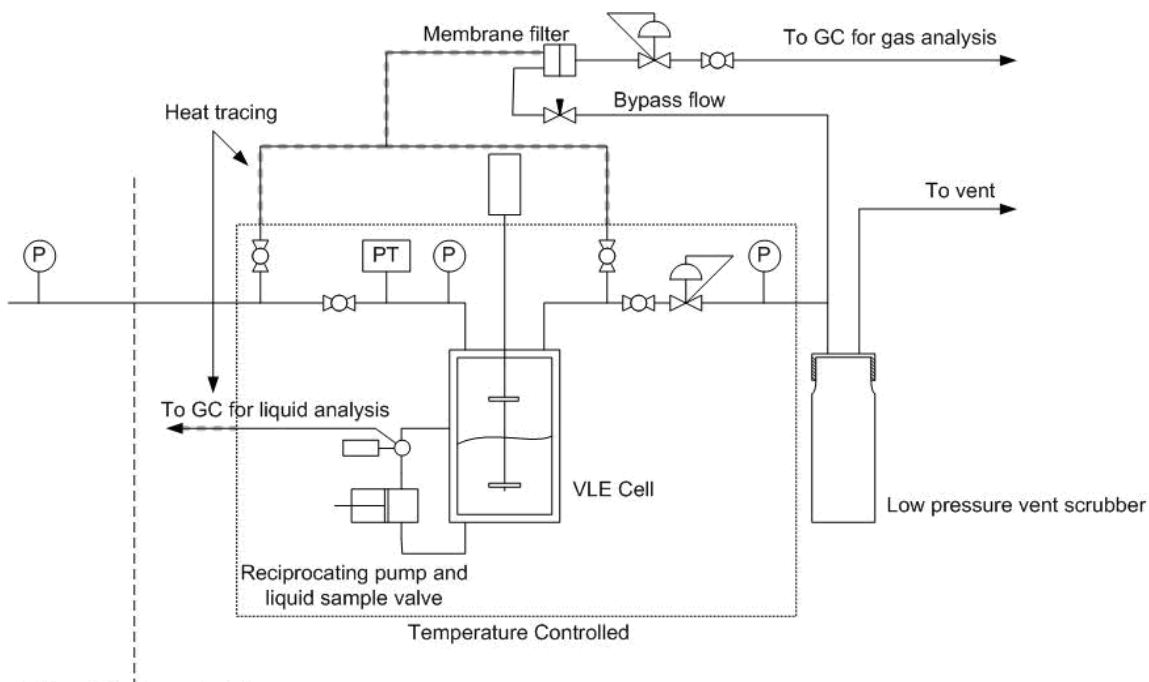 Membrane filter
To GC for gas analysis
Bypass flow
Heat tracing
To vent
P
PT
P
P
To GC for liquid analysis
VLE Cell
Low pressure vent scrubber
Reciprocating pump and
liquid sample valve
Temperature Controlled